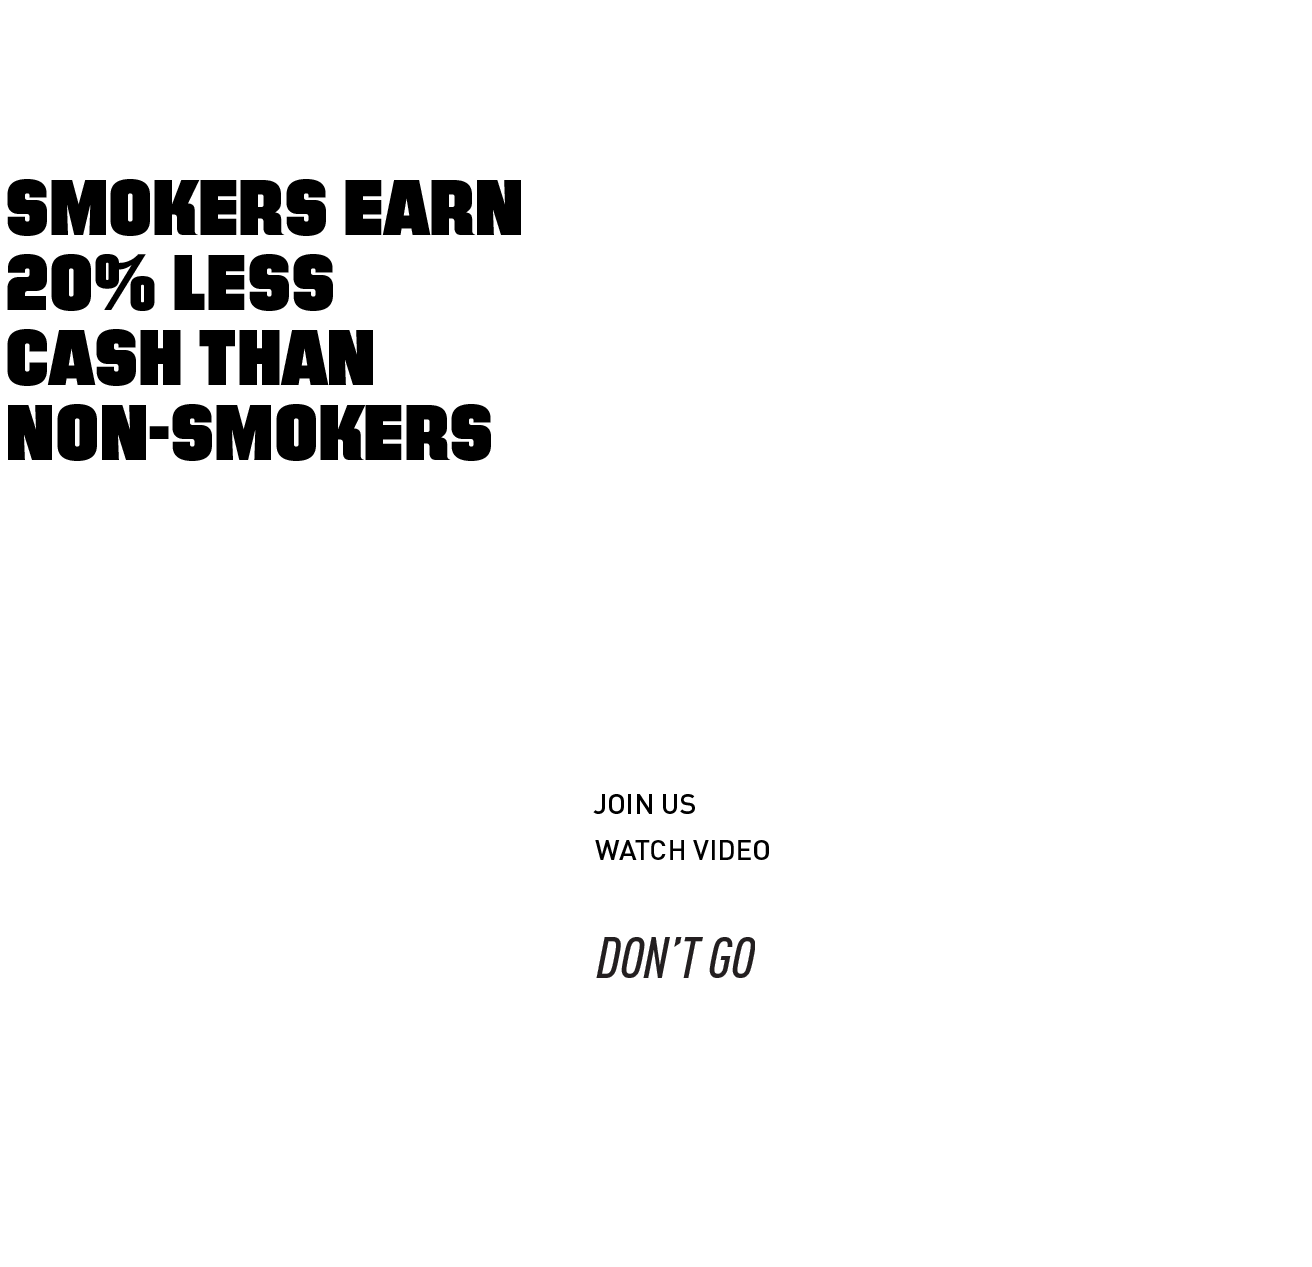 SMOKERS EARN
20% LESS
CASH THAN
NON-SMOKERS
JOIN US
WATCH VIDEO
DON'T GO